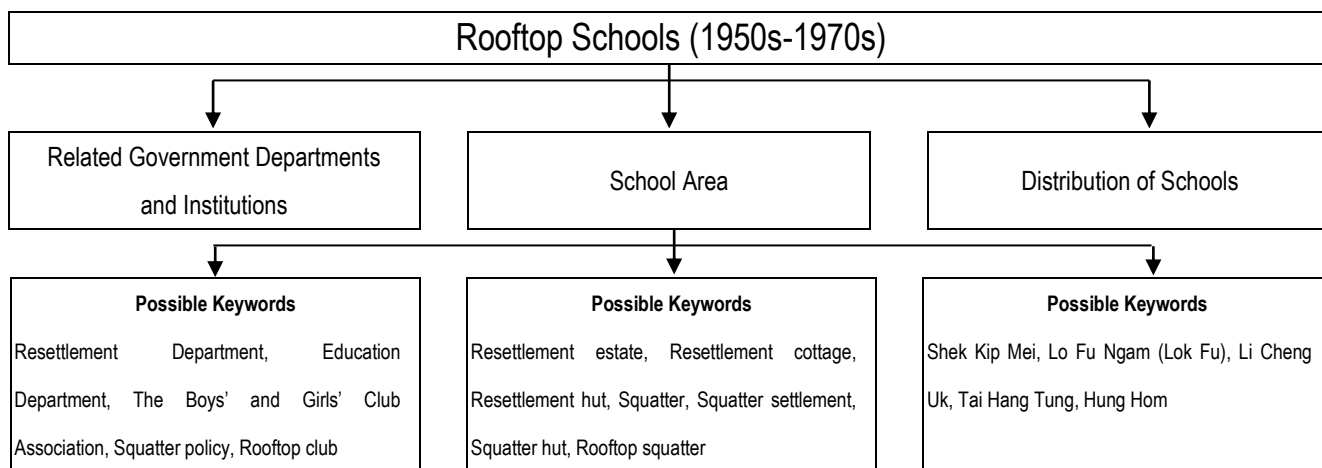 Rooftop Schools (1950s-1970s)
Related Government Departments
and Institutions
School Area
Distribution of Schools
Possible Keywords
Resettlement Department, Education
Department, The Boys’ and Girls’ Club
Association, Squatter policy, Rooftop club
Possible Keywords
Resettlement estate, Resettlement cottage,
Resettlement hut, Squatter, Squatter settlement,
Squatter hut, Rooftop squatter
Possible Keywords
Shek Kip Mei, Lo Fu Ngam (Lok Fu), Li Cheng
Uk, Tai Hang Tung, Hung Hom